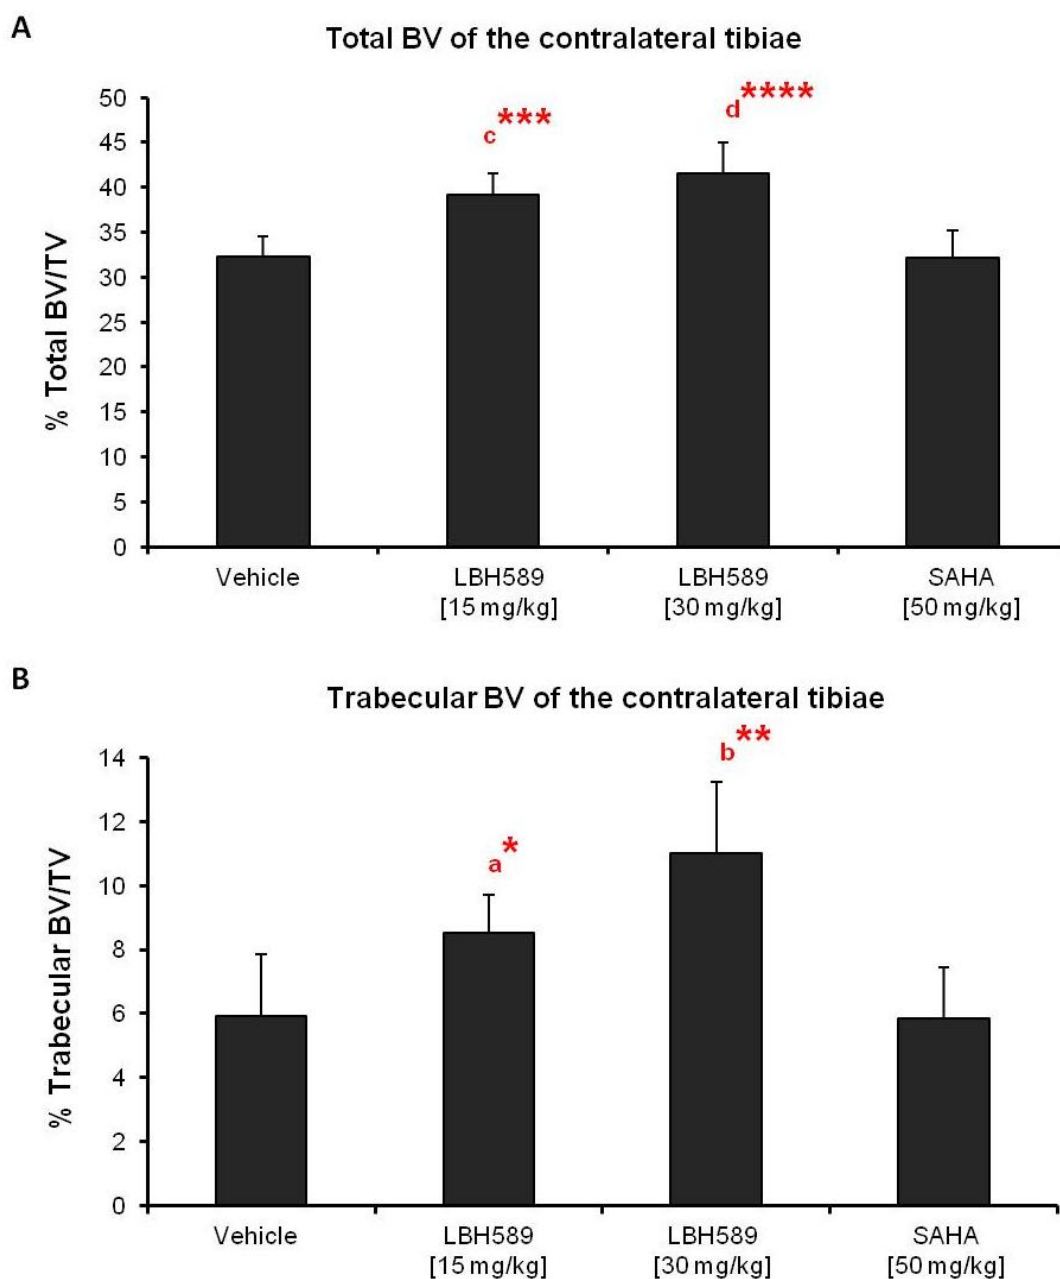 A
Total BV of the contralateral tibiae
% Total BV/TV
50
45
40
35
30
25
20
15
10
5
0
c***
d****
Vehicle
LBH589
[15 mg/kg]
LBH589
[30 mg/kg]
SAHA
[50 mg/kg]
B
Trabecular BV of the contralateral tibiae
% Trabecular BV/TV
14
12
10
8
6
4
2
0
a*
b**
Vehicle
LBH589
[15 mg/kg]
LBH589
[30 mg/kg]
SAHA
[50 mg/kg]